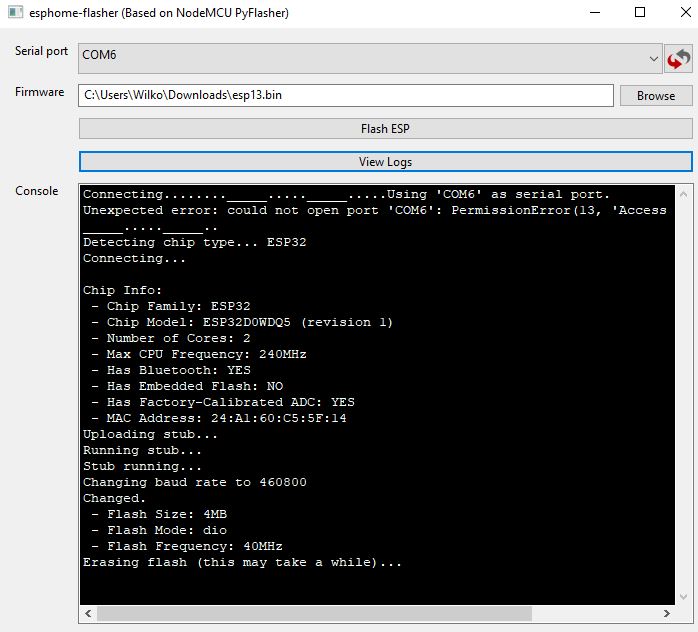 esphome-flasher (Based on NodeMCU PyFlasher)
Serial port COM6
Firmware C:\Users\Wilko\Downloads\esp13.bin Browse
Flash ESP
View Logs
Console
Connecting........_____....._____.....Using 'COM6' as serial port.
Unexpected error: could not open port 'COM6': PermissionError(13, 'Access
_____....._____..
Detecting chip type... ESP32
Connecting...
Chip Info:
- Chip Family: ESP32
- Chip Model: ESP32D0WDQ5 (revision 1)
- Number of Cores: 2
- Max CPU Frequency: 240MHz
- Has Bluetooth: YES
- Has Embedded Flash: NO
- Has Factory-Calibrated ADC: YES
- MAC Address: 24:A1:60:C5:5F:14
Uploading stub...
Running stub...
Stub running...
Changing baud rate to 460800
Changed.
- Flash Size: 4MB
- Flash Mode: dio
- Flash Frequency: 40MHz
Erasing flash (this may take a while)...